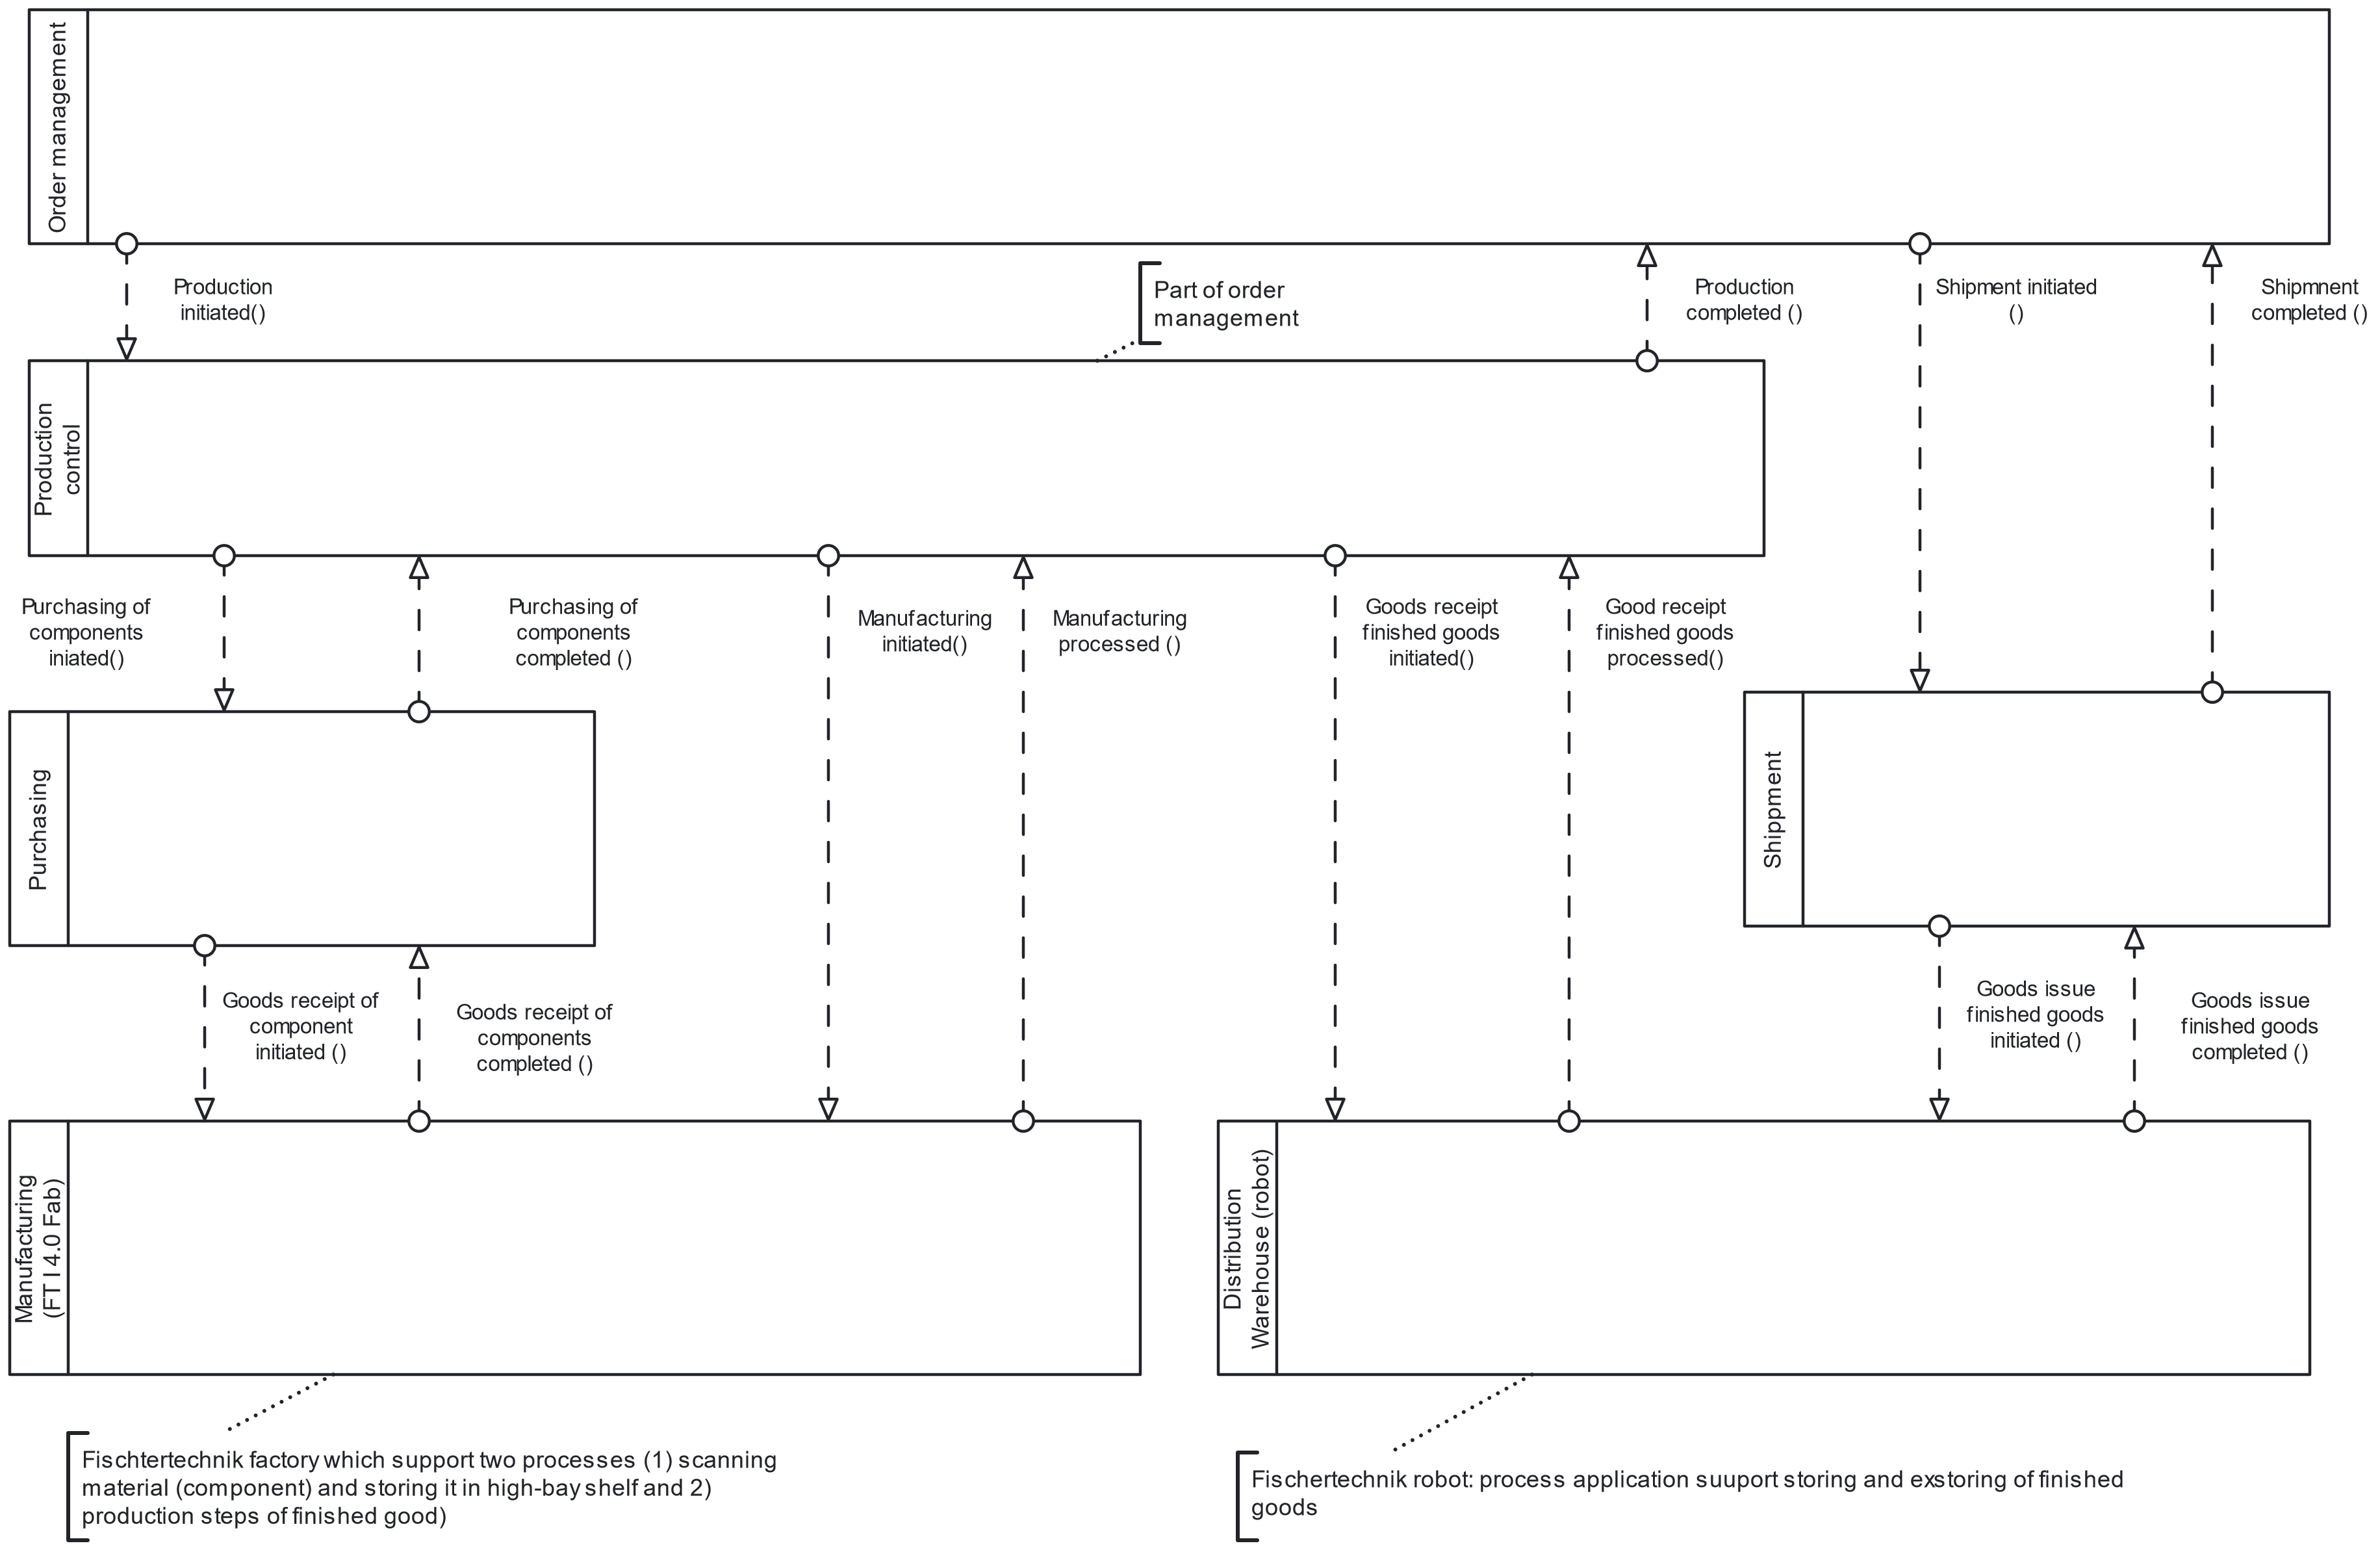 Order management
Production
initiated()
Part of order
management
Production
completed ()
Shipment initiated
()
Shipmnent
completed ()
Production
control
Purchasing of
components
iniated()
Purchasing of
components
completed ()
Manufacturing
initiated()
Manufacturing
processed ()
Goods receipt
finished goods
initiated()
Good receipt
finished goods
processed()
Purchasing
Shippment
Goods receipt of
component
initiated ()
Goods receipt of
components
completed ()
Goods issue
finished goods
initiated ()
Goods issue
finished goods
completed ()
Manufacturing
(FT I 4.0 Fab)
Distribution
Warehouse (robot)
Fischtertechnik factory which support two processes (1) scanning
material (component) and storing it in high-bay shelf and 2)
production steps of finished good)
Fischertechnik robot: process application suuport storing and exstoring of finished
goods